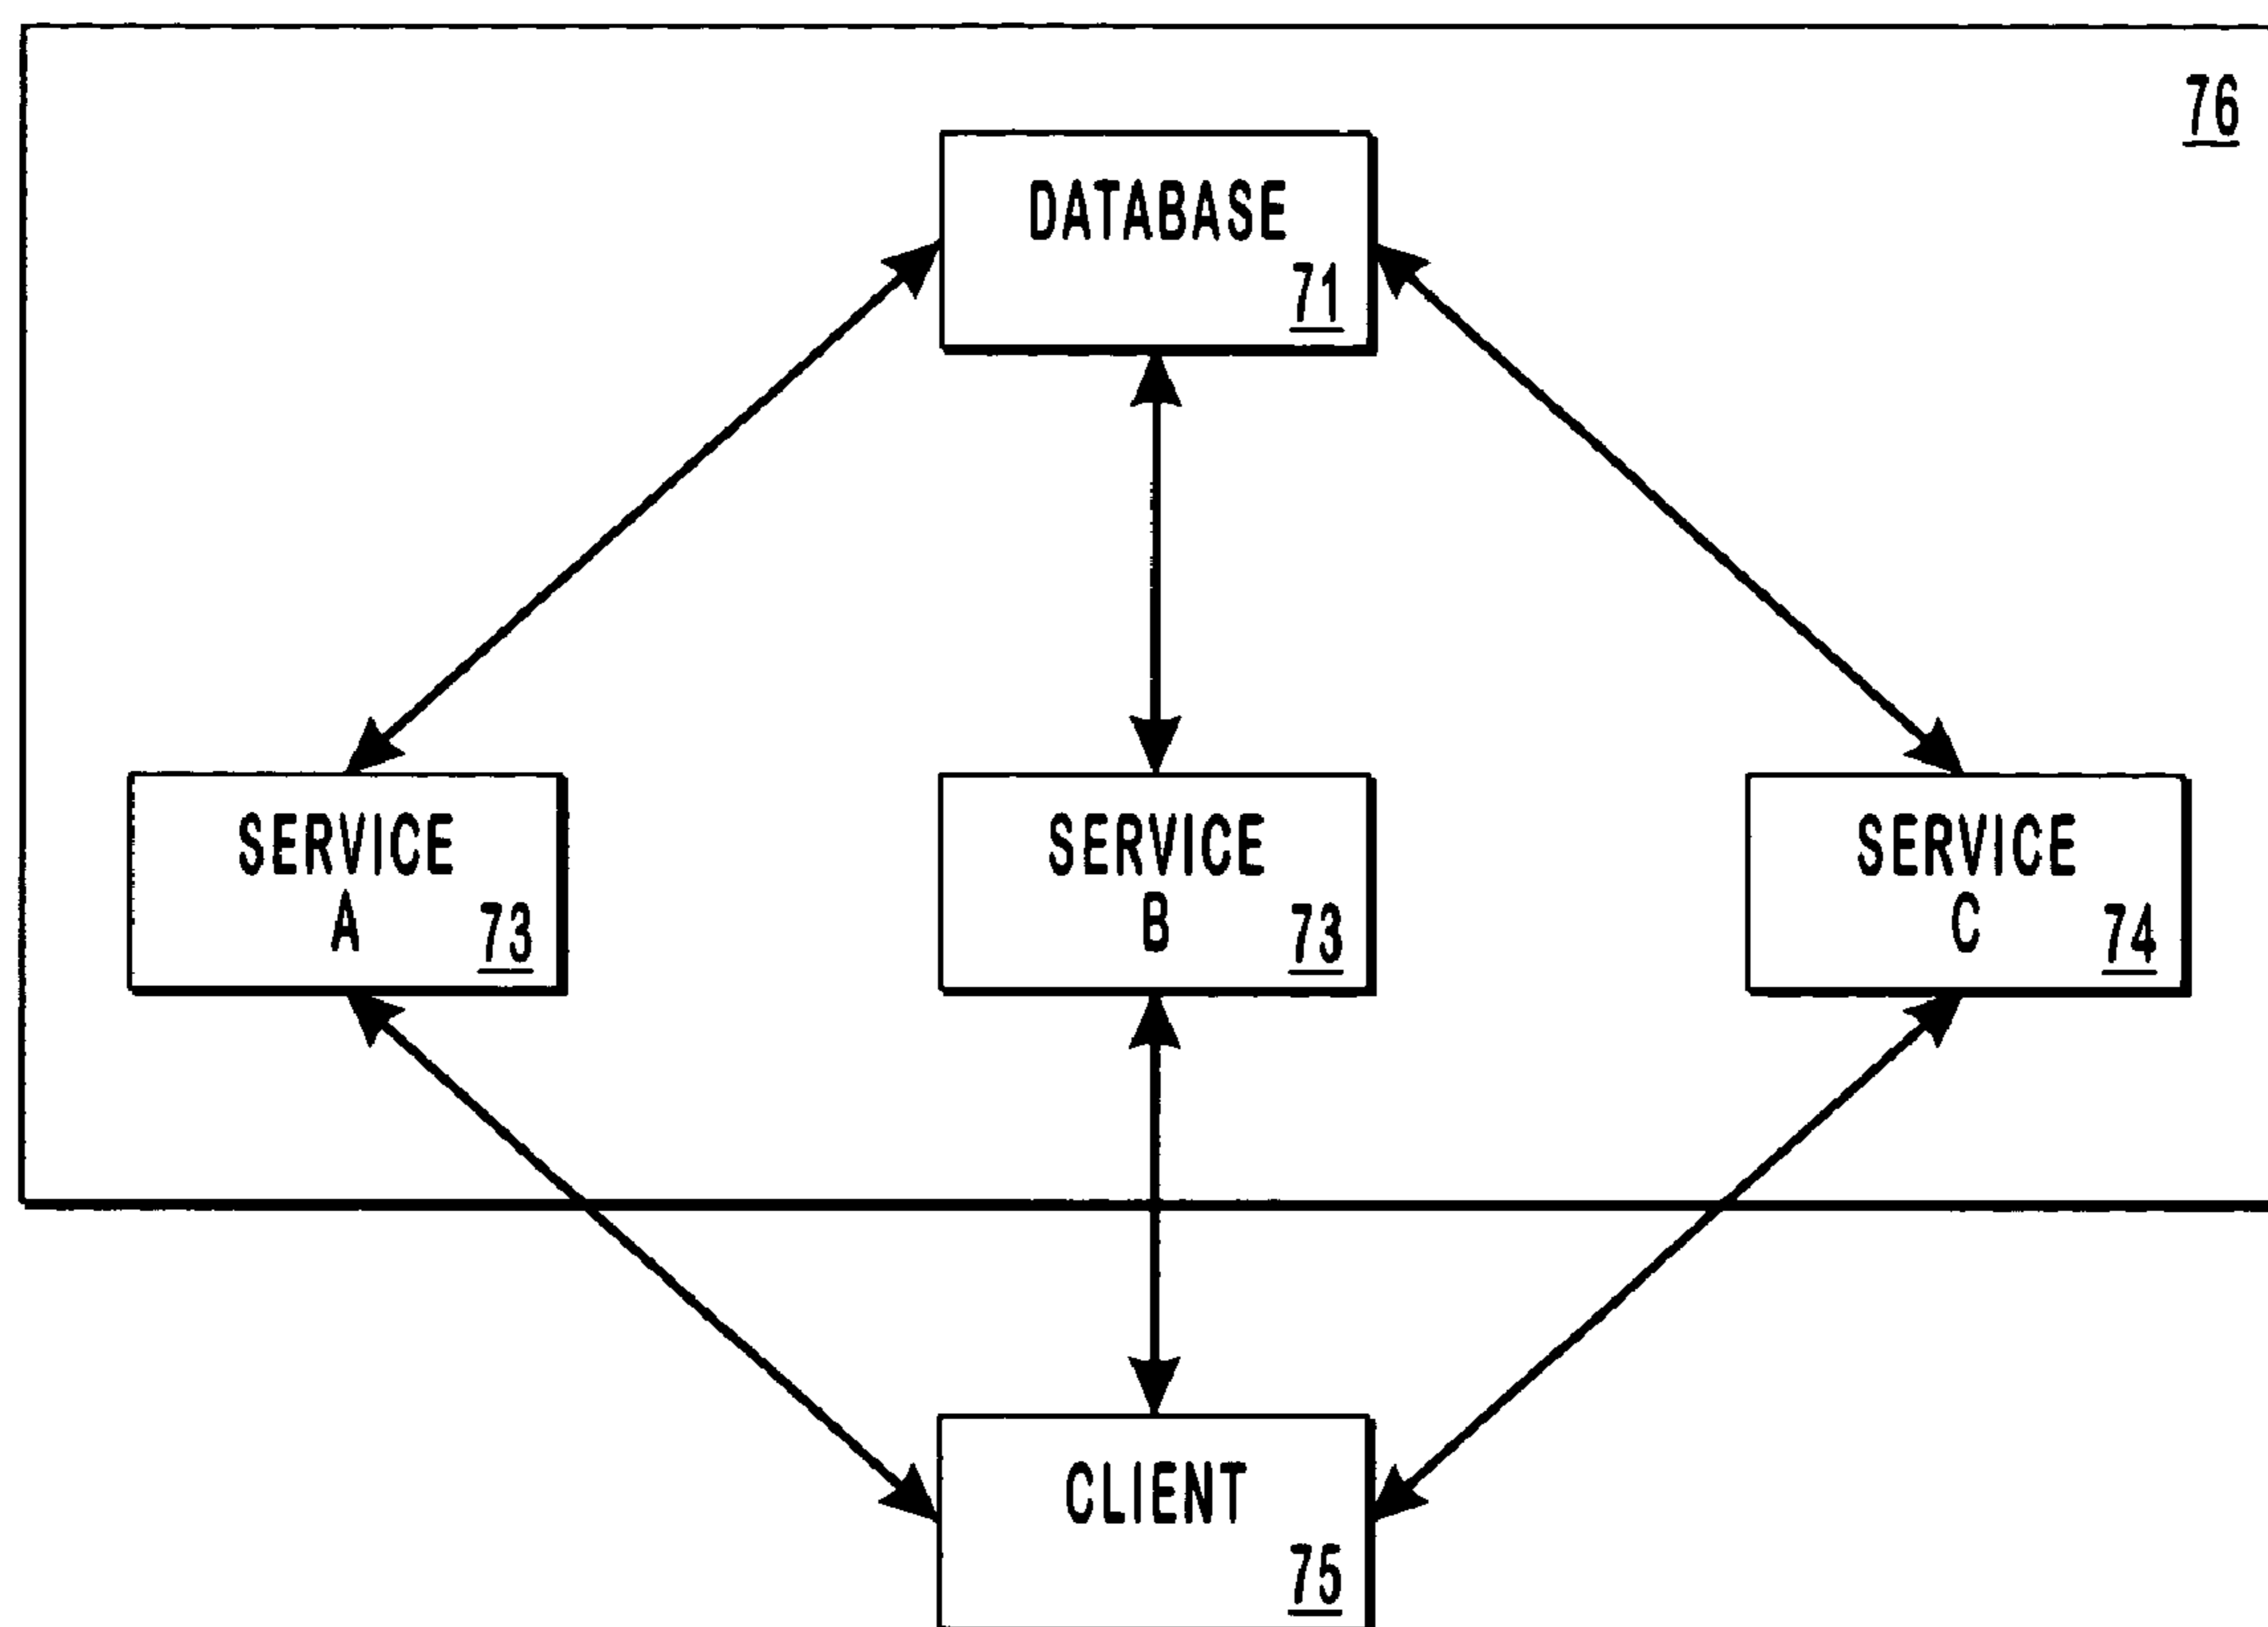 76
DATABASE
71
SERVICE
A
73
SERVICE
B
73
SERVICE
C
74
CLIENT
75